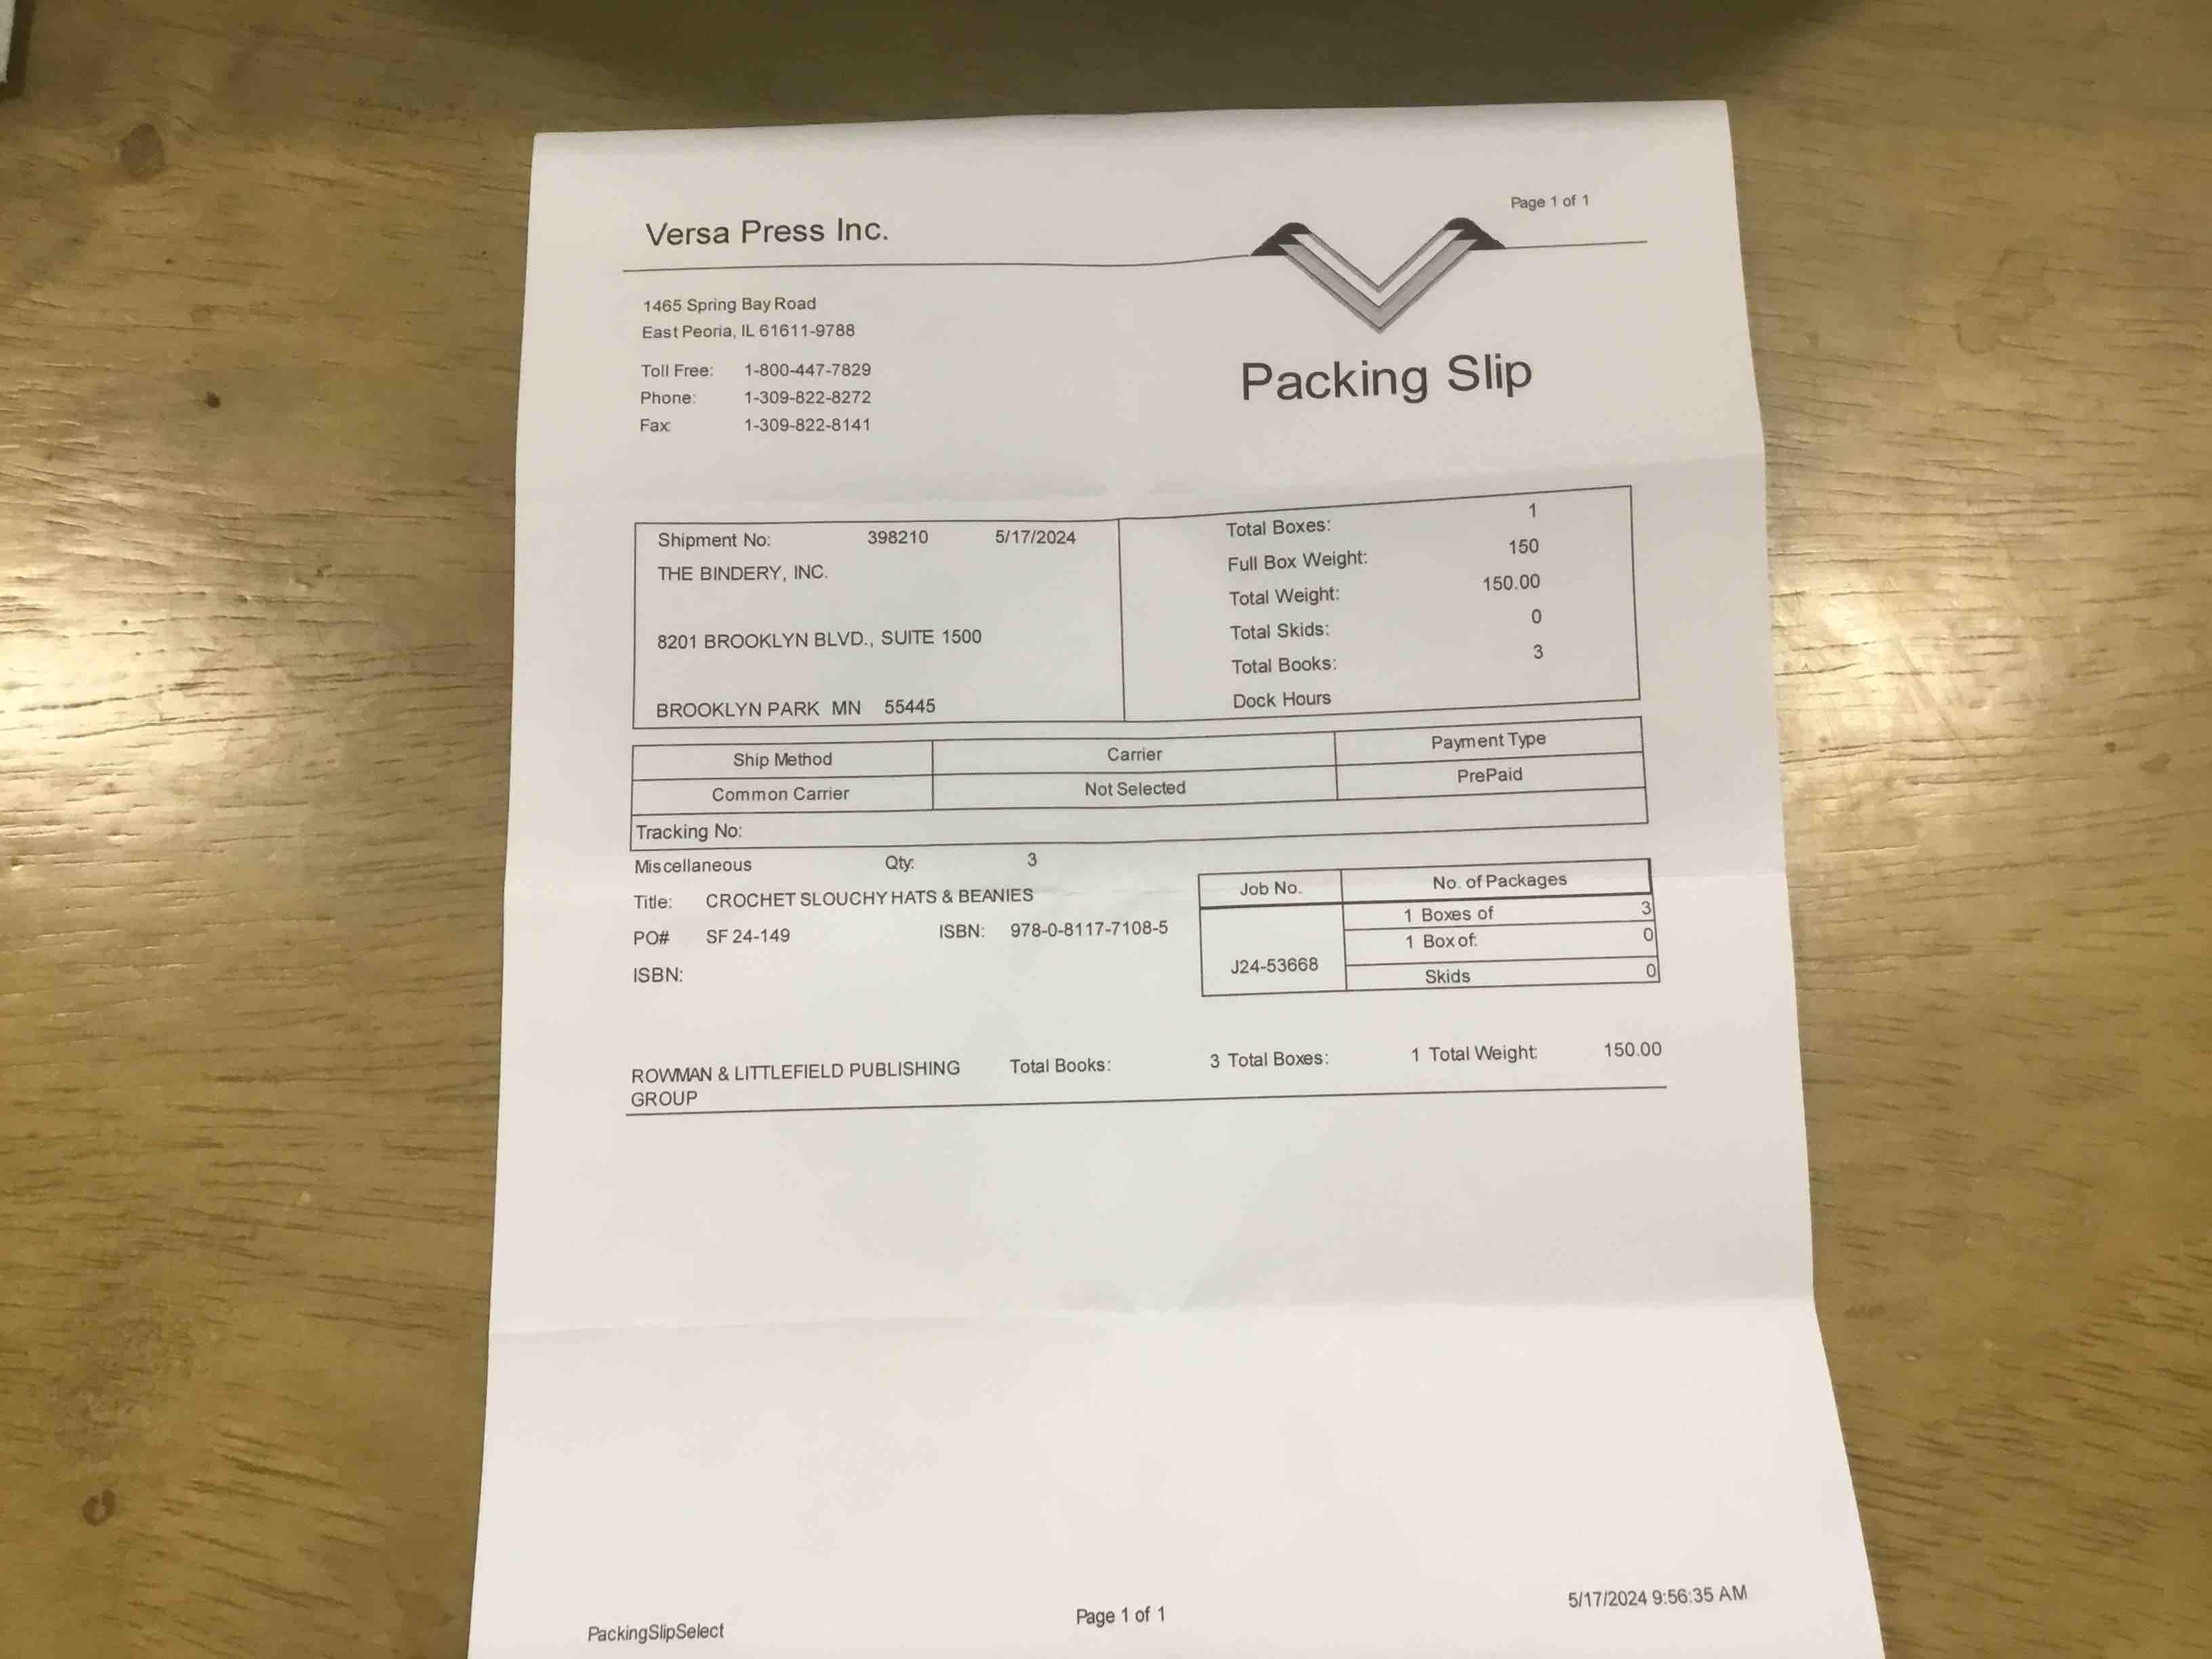 Page 1 of 1
Versa Press Inc.
1465 Spring Bay Road
East Peoria, IL 61611-9788
Toll Free: 1-800-447-7829
Phone: 1-309-822-8272
Fax: 1-309-822-8141
Packing Slip
Shipment No: 398210 5/17/2024
THE BINDERY, INC.
8201 BROOKLYN BLVD., SUITE 1500
BROOKLYN PARK MN 55445
Total Boxes: 1
Full Box Weight: 150
Total Weight: 150.00
Total Skids: 0
Total Books: 3
Dock Hours
Ship Method Carrier Payment Type
Common Carrier Not Selected PrePaid
Tracking No:
Miscellaneous Qty: 3
Title: CROCHET SLOUCHY HATS & BEANIES
PO# SF 24-149 ISBN: 978-0-8117-7108-5
ISBN:
Job No. No. of Packages
1 Boxes of 3
1 Box of: 0
J24-53668
Skids 0
ROWMAN & LITTLEFIELD PUBLISHING Total Books: 3 Total Boxes: 1 Total Weight: 150.00
GROUP
5/17/2024 9:56:35 AM
Page 1 of 1
PackingSlipSelect